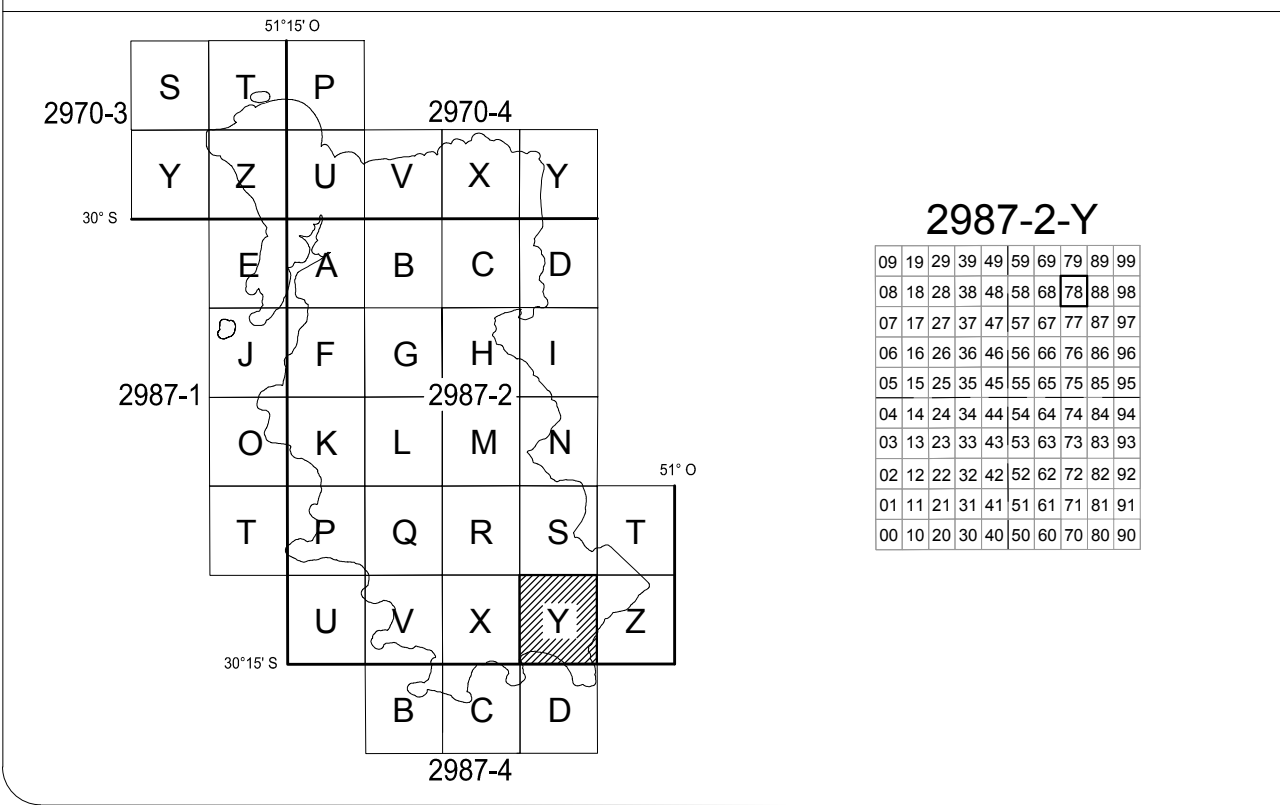 51°15' O
S T P
2970-3
2970-4
Y Z U V X Y
30° S
E A B C D
J F G H I
2987-1
2987-2
O K L M N
51° O
T P Q R S T
U V X Y Z
30°15' S
B C D
2987-4
2987-2-Y
09 19 29 39 49 59 69 79 89 99
08 18 28 38 48 58 68 78 88 98
07 17 27 37 47 57 67 77 87 97
06 16 26 36 46 56 66 76 86 96
05 15 25 35 45 55 65 75 85 95
04 14 24 34 44 54 64 74 84 94
03 13 23 33 43 53 63 73 83 93
02 12 22 32 42 52 62 72 82 92
01 11 21 31 41 51 61 71 81 91
00 10 20 30 40 50 60 70 80 90